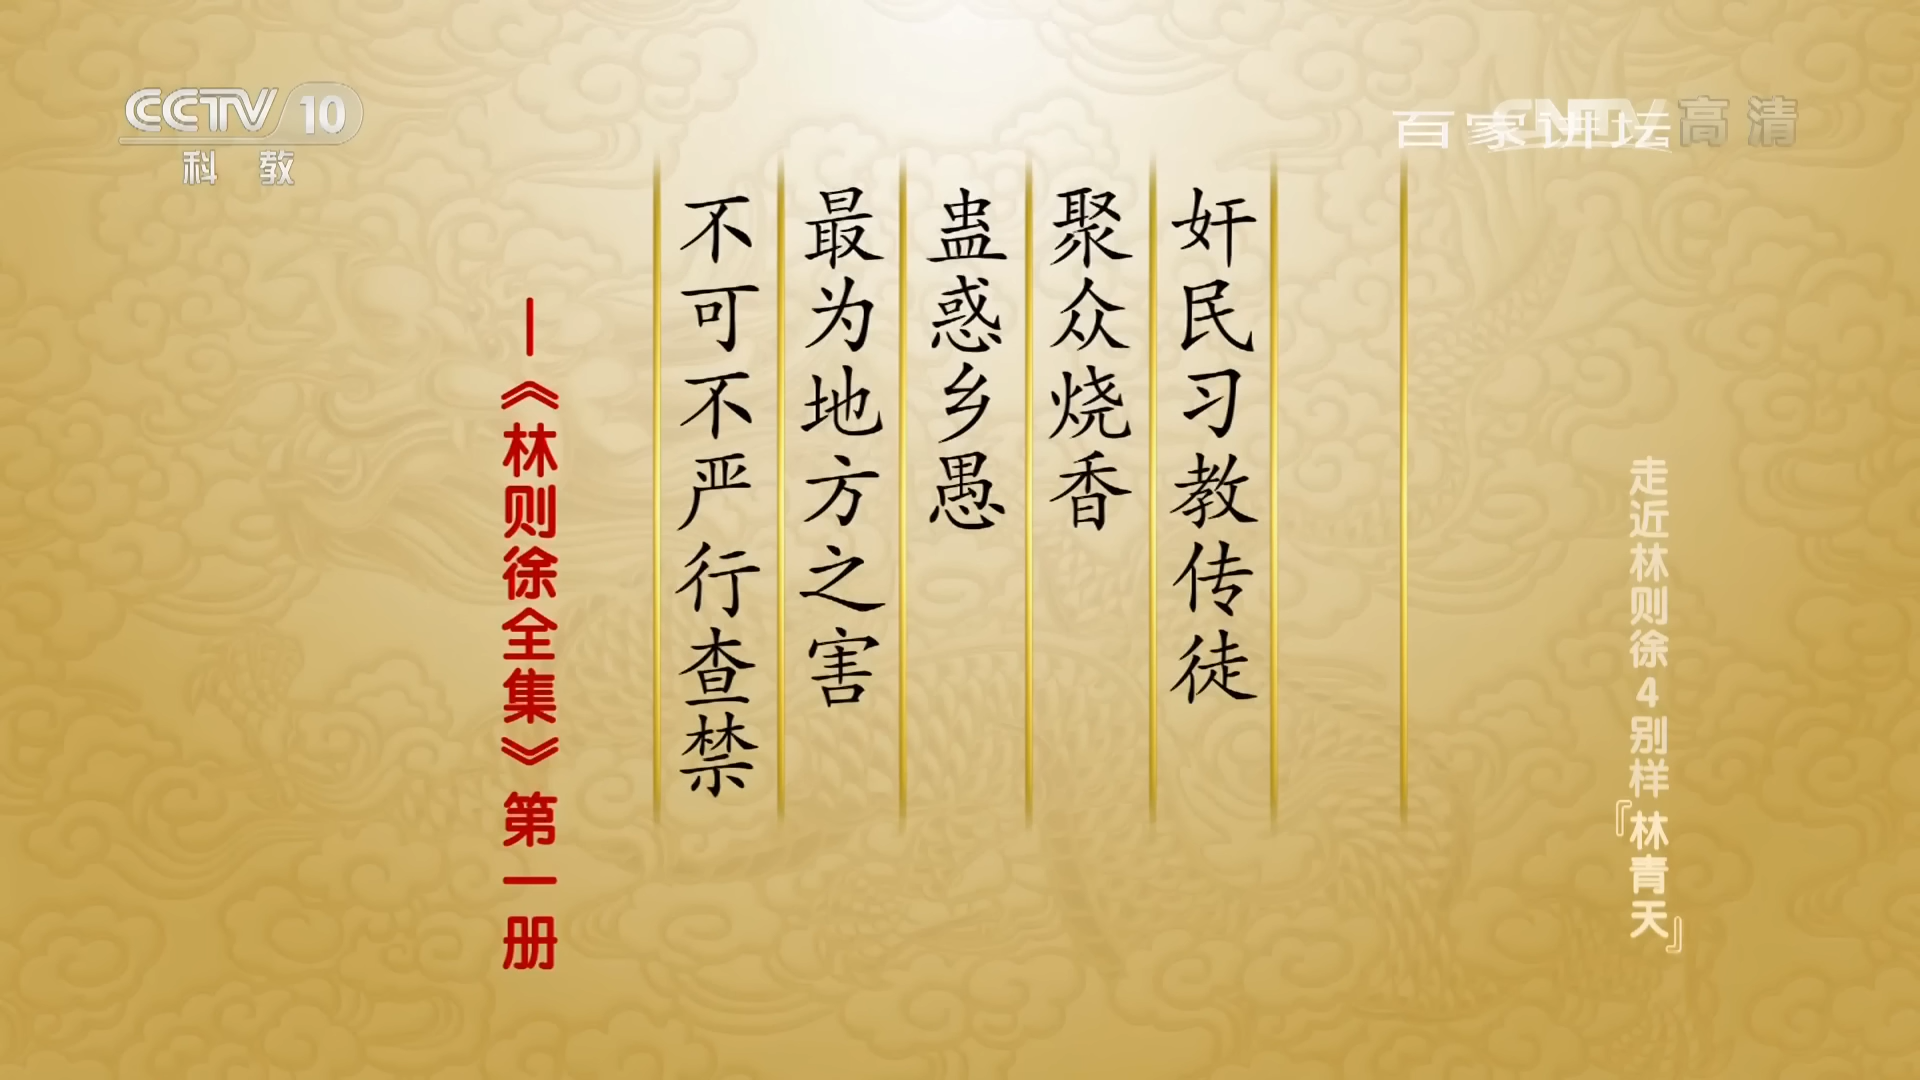 CCTV 10
科 教
百家讲坛
CNTV 高清
奸民习教传徒
聚众烧香
蛊惑乡愚
最为地方之害
不可不严行查禁
—《林则徐全集》第一册
走近林则徐4别样『林青天』